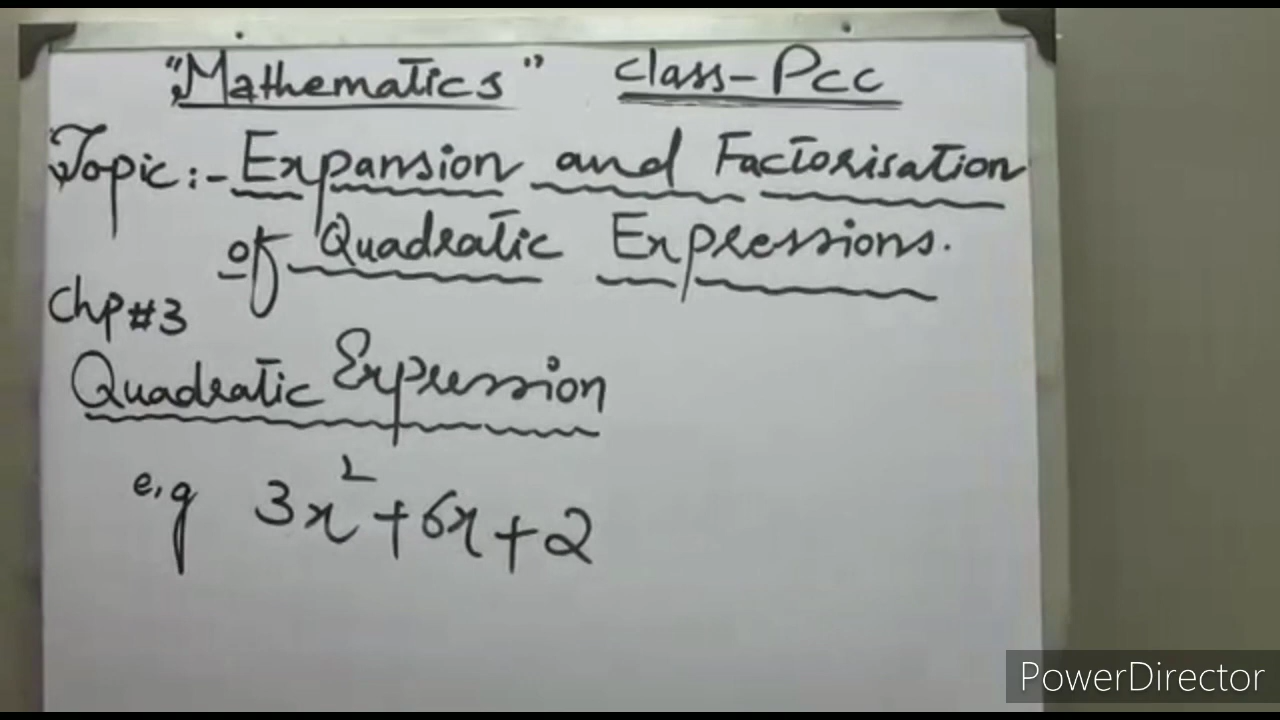 "Mathematics" Class-Pcc
Topic:- Expansion and Factorisation
of Quadratic Expressions.
Chp#3
Quadratic Expression
e.g 3x²+6x+2
PowerDirector